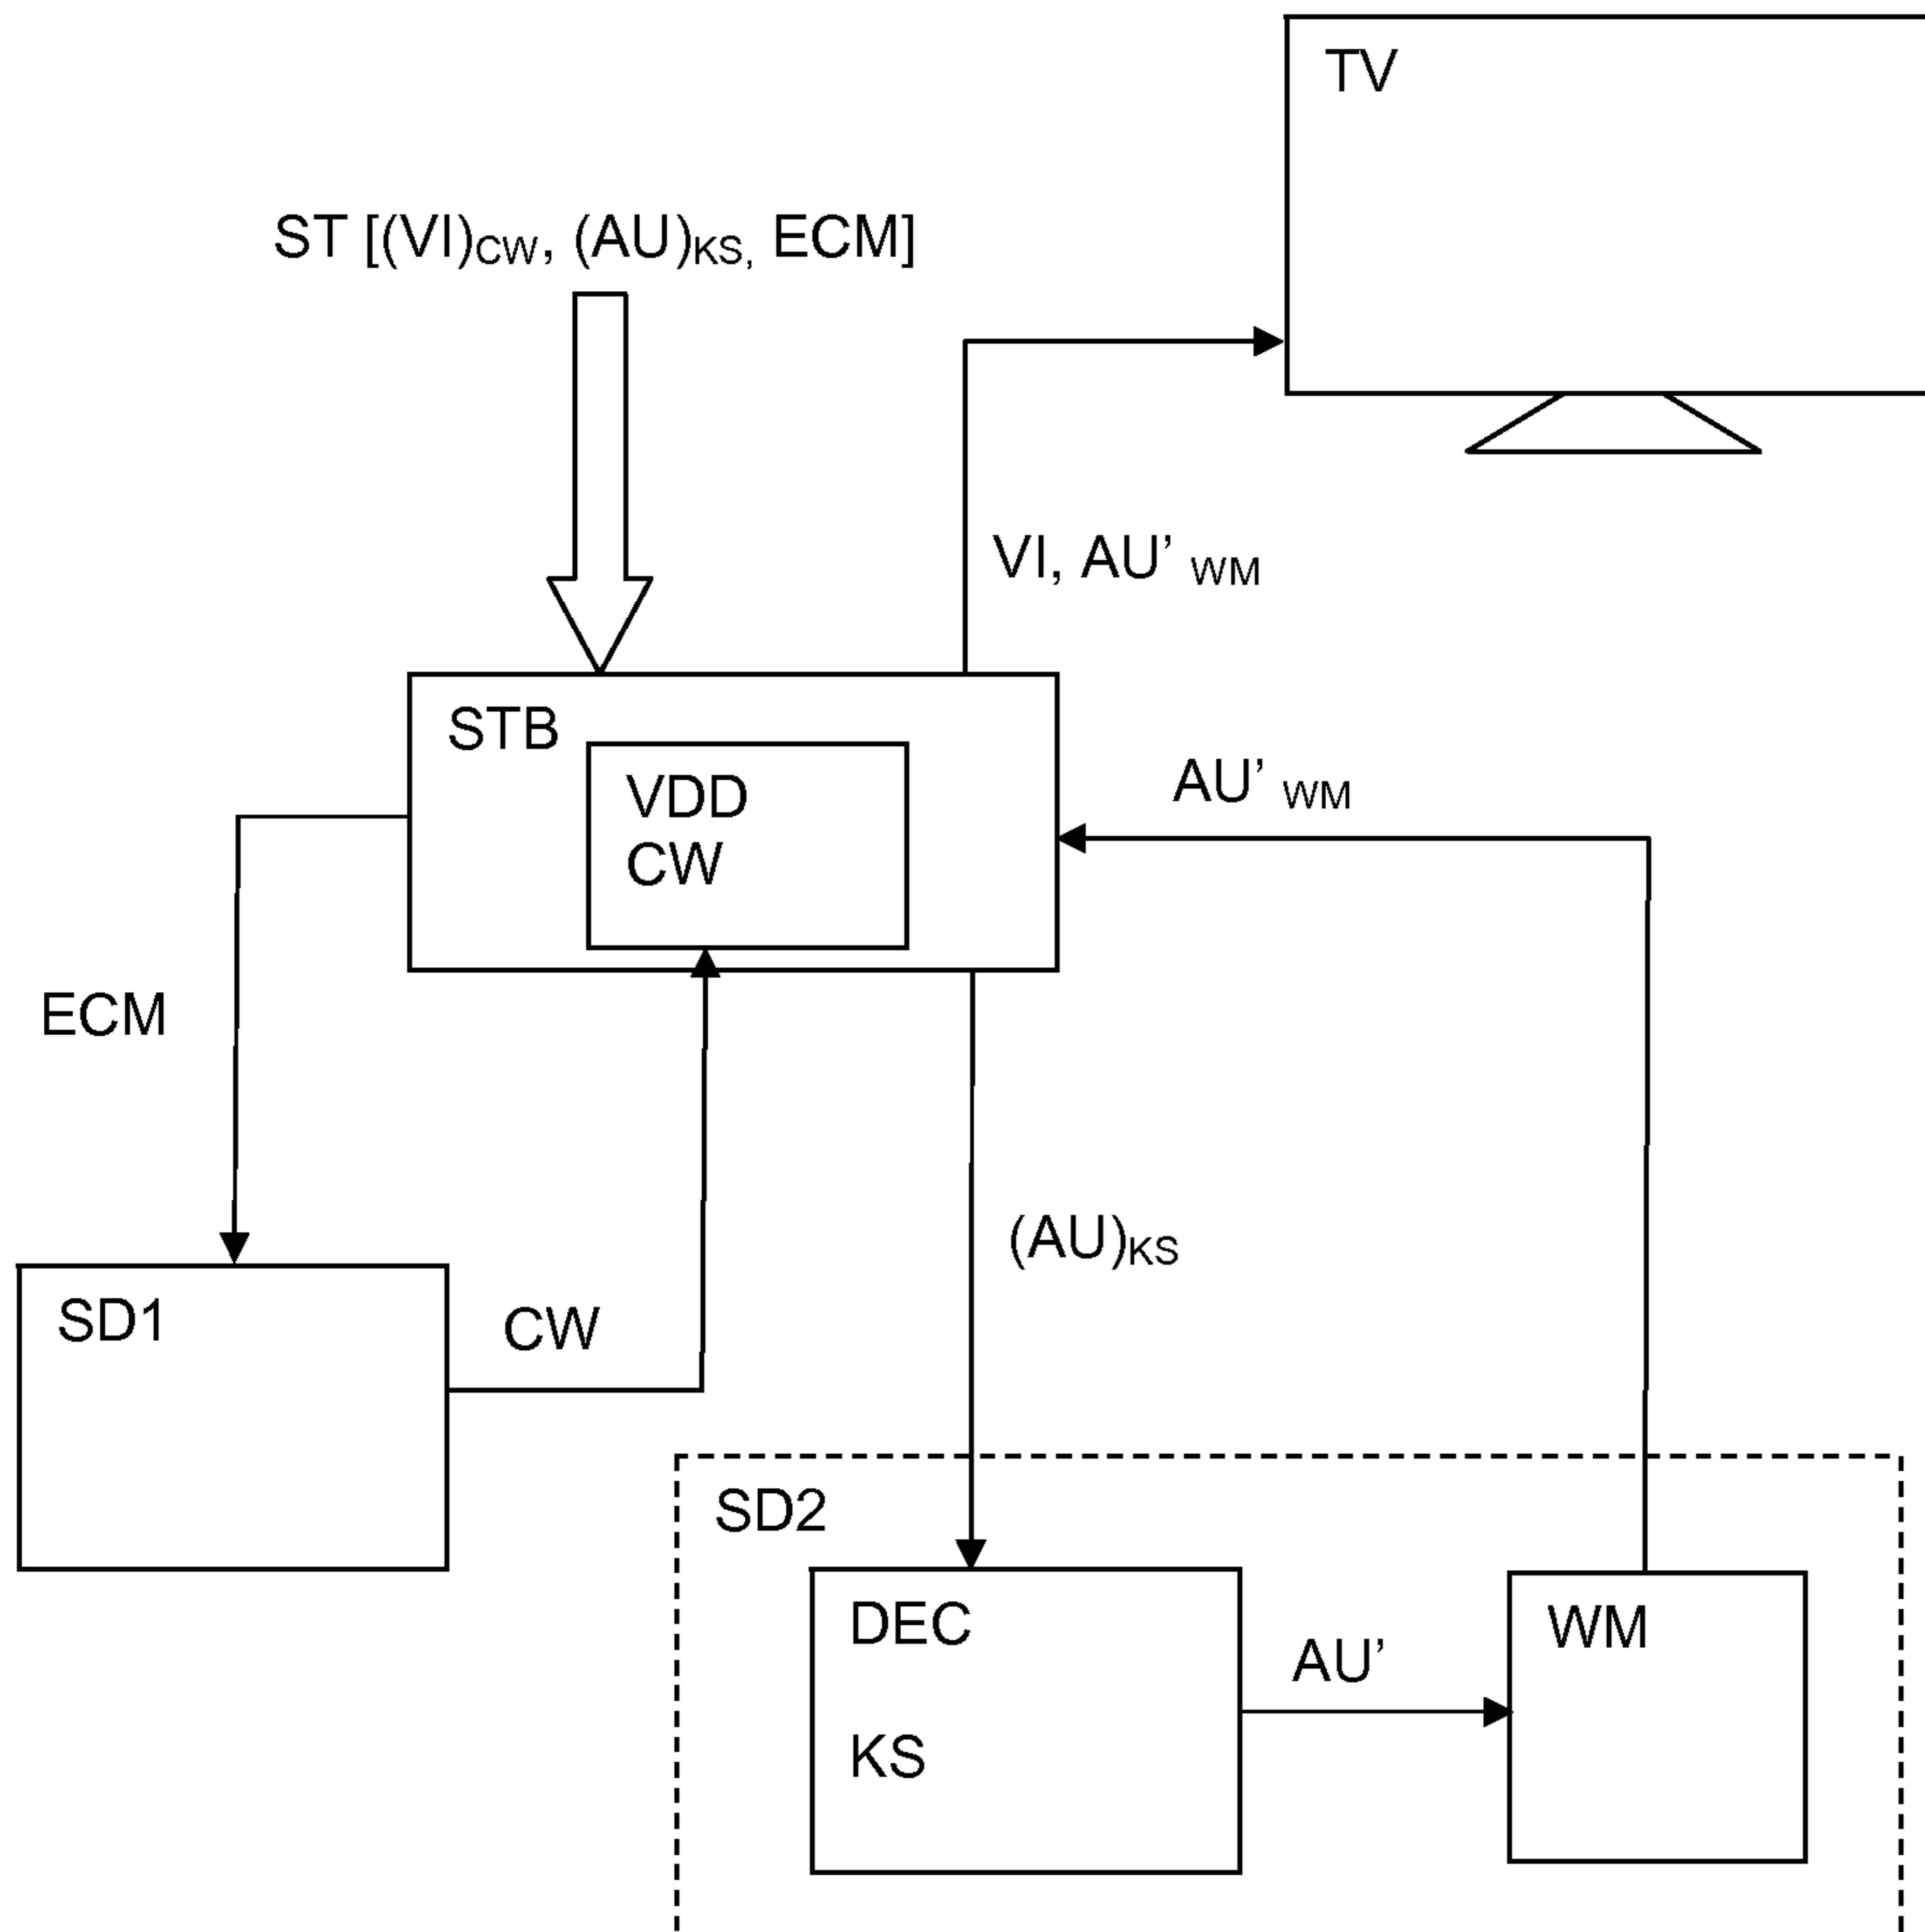 TV
ST [(VI)CW, (AU)KS, ECM]
VI, AU’ WM
STB
VDD
CW
AU’ WM
ECM
(AU)KS
SD1
CW
SD2
DEC
KS
AU’
WM